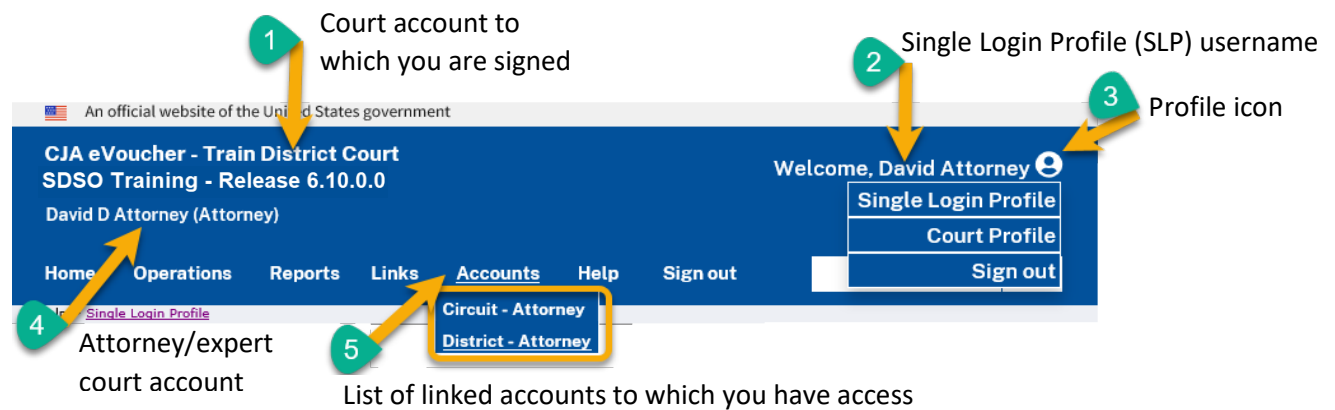 1
Court account to
which you are signed
2
Single Login Profile (SLP) username
3
Profile icon
An official website of the United States government
CJA eVoucher - Train District Court
SDSO Training - Release 6.10.0.0
David D Attorney (Attorney)
Welcome, David Attorney
Single Login Profile
Court Profile
Sign out
Home Operations Reports Links Accounts Help Sign out
Circuit - Attorney
District - Attorney
Single Login Profile
4
Attorney/expert
court account
5
List of linked accounts to which you have access